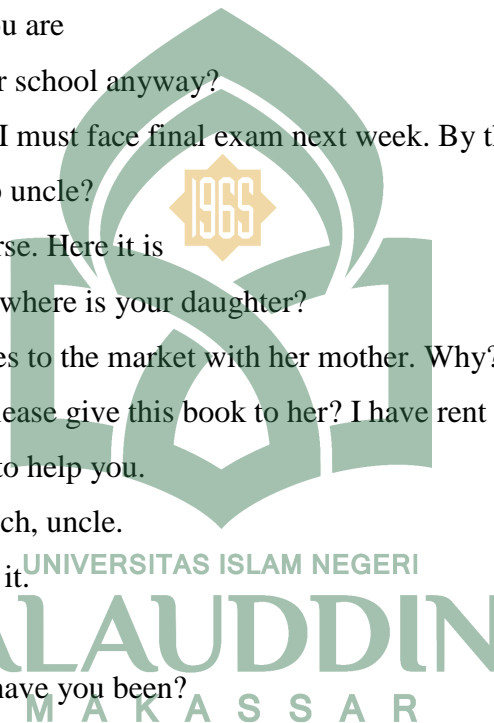 ou are
r school anyway?
I must face final exam next week. By t
o uncle?
1965
rse. Here it is
where is your daughter?
es to the market with her mother. Why?
lease give this book to her? I have rent
to help you.
ch, uncle.
UNIVERSITAS ISLAM NEGERI
it.
ALAUDDIN
have you been?
MAKASSAR